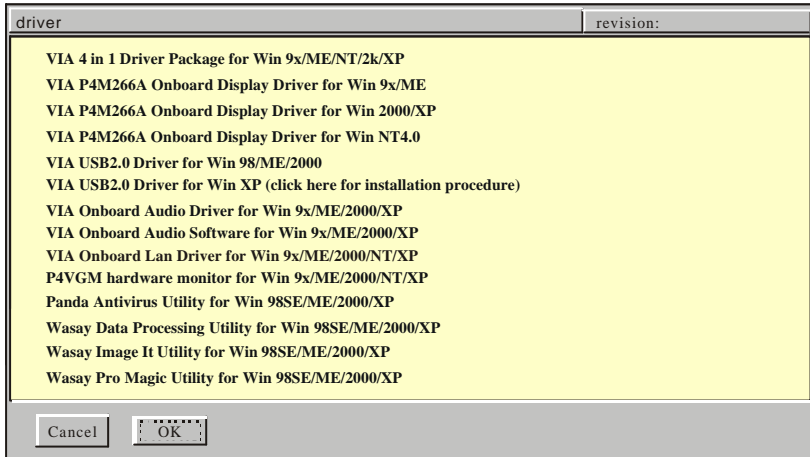 driver revision:
VIA 4 in 1 Driver Package for Win 9x/ME/NT/2k/XP
VIA P4M266A Onboard Display Driver for Win 9x/ME
VIA P4M266A Onboard Display Driver for Win 2000/XP
VIA P4M266A Onboard Display Driver for Win NT4.0
VIA USB2.0 Driver for Win 98/ME/2000
VIA USB2.0 Driver for Win XP (click here for installation procedure)
VIA Onboard Audio Driver for Win 9x/ME/2000/XP
VIA Onboard Audio Software for Win 9x/ME/2000/XP
VIA Onboard Lan Driver for Win 9x/ME/2000/NT/XP
P4VGM hardware monitor for Win 9x/ME/2000/NT/XP
Panda Antivirus Utility for Win 98SE/ME/2000/XP
Wasay Data Processing Utility for Win 98SE/ME/2000/XP
Wasay Image It Utility for Win 98SE/ME/2000/XP
Wasay Pro Magic Utility for Win 98SE/ME/2000/XP
Cancel OK